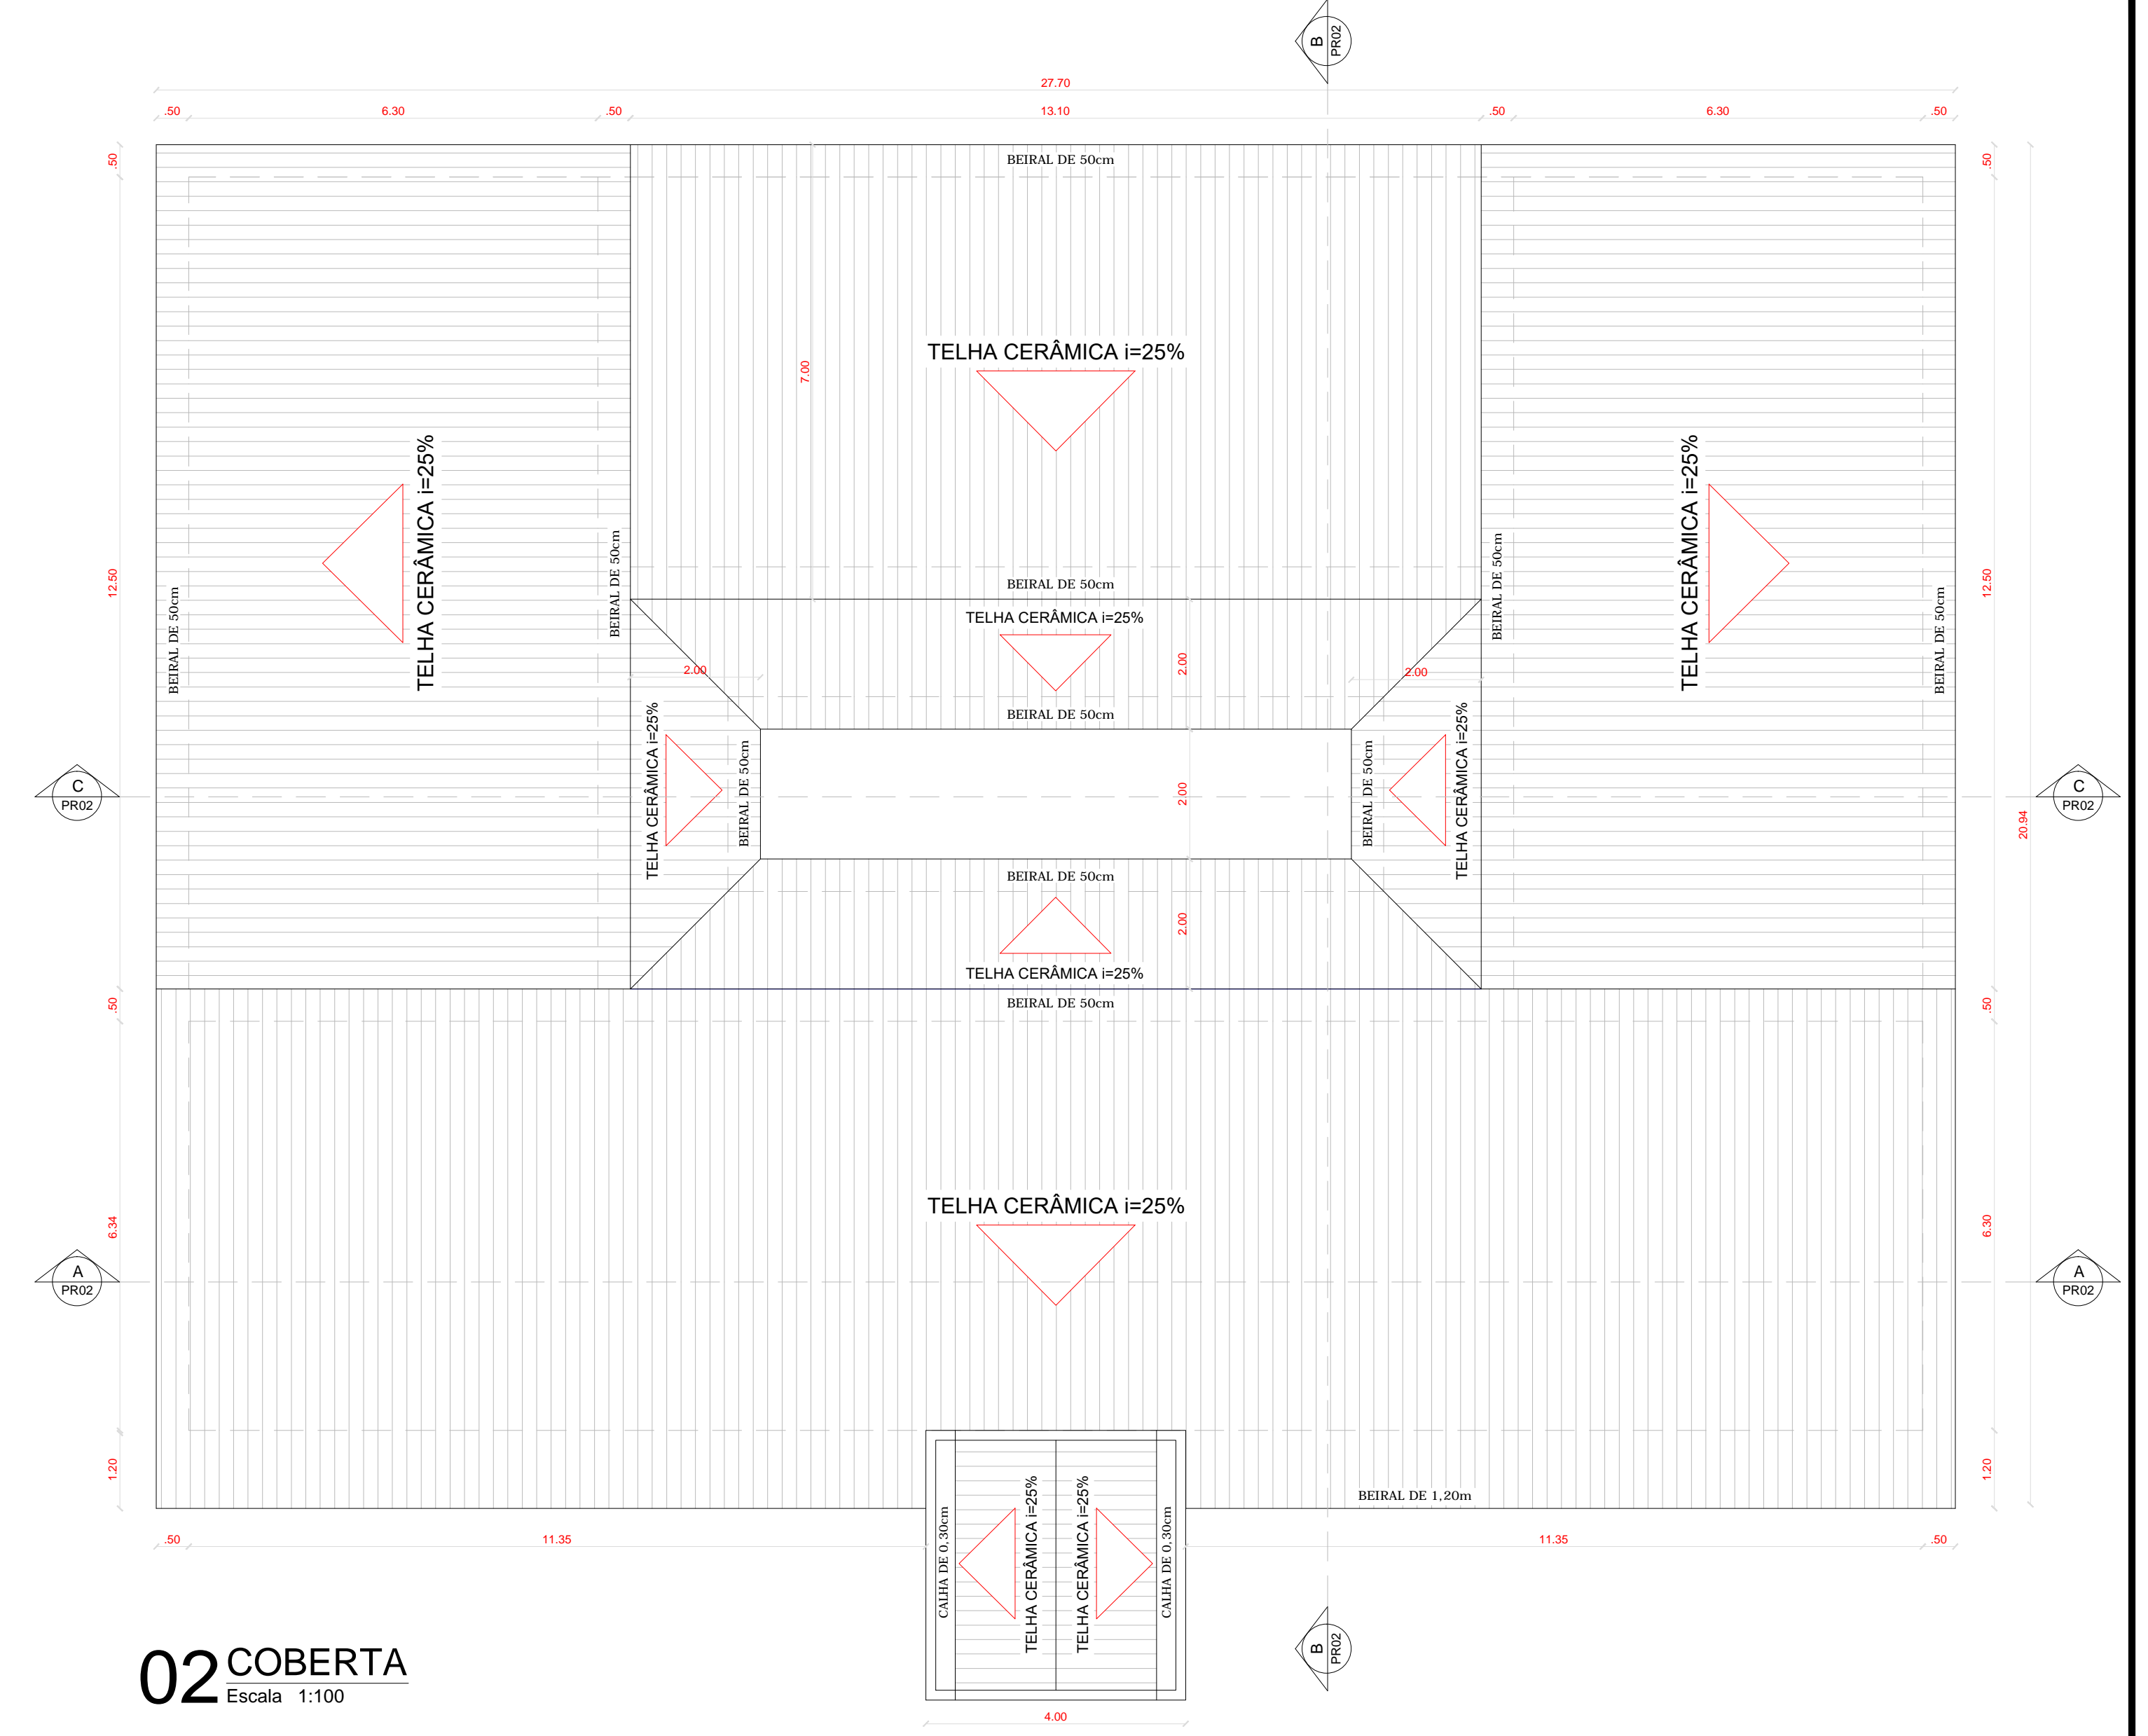 B
PR02
27.70
.50
6.30
.50
13.10
.50
6.30
.50
.50
BEIRAL DE 50cm
.50
TELHA CERÂMICA i=25%
7.00
TELHA CERÂMICA i=25%
TELHA CERÂMICA i=25%
12.50
BEIRAL DE 50cm
BEIRAL DE 50cm
BEIRAL DE 50cm
BEIRAL DE 50cm
BEIRAL DE 50cm
12.50
TELHA CERÂMICA i=25%
2.00
2.00
2.00
BEIRAL DE 50cm
TELHA CERÂMICA i=25%
BEIRAL DE 50cm
BEIRAL DE 50cm
TELHA CERÂMICA i=25%
C
PR02
2.00
C
PR02
20.94
BEIRAL DE 50cm
2.00
TELHA CERÂMICA i=25%
.50
BEIRAL DE 50cm
.50
TELHA CERÂMICA i=25%
6.34
6.30
A
PR02
A
PR02
1.20
1.20
BEIRAL DE 1,20m
.50
11.35
11.35
.50
CALHA DE 0,30cm
TELHA CERÂMICA i=25%
TELHA CERÂMICA i=25%
CALHA DE 0,30cm
B
PR02
02 COBERTA
Escala 1:100
4.00